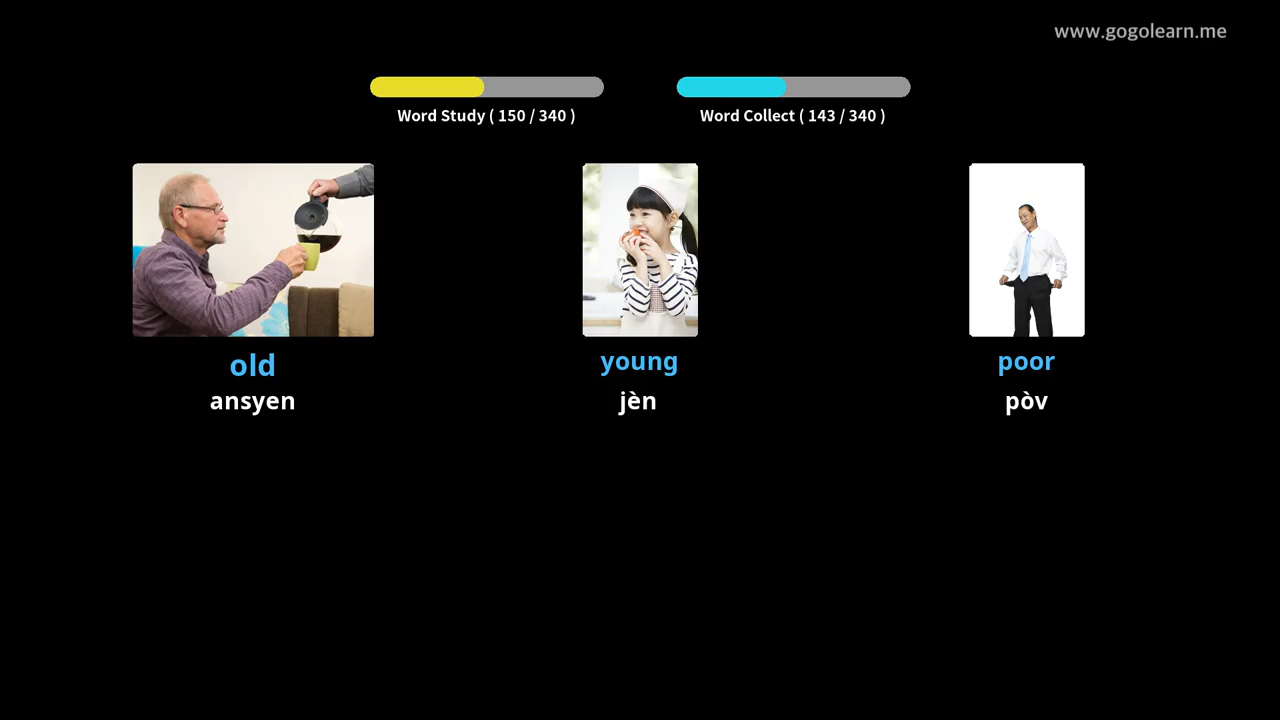 www.gogolearn.me
Word Study ( 150 / 340 )
Word Collect ( 143 / 340 )
old
ansyen
young
jèn
poor
pòv